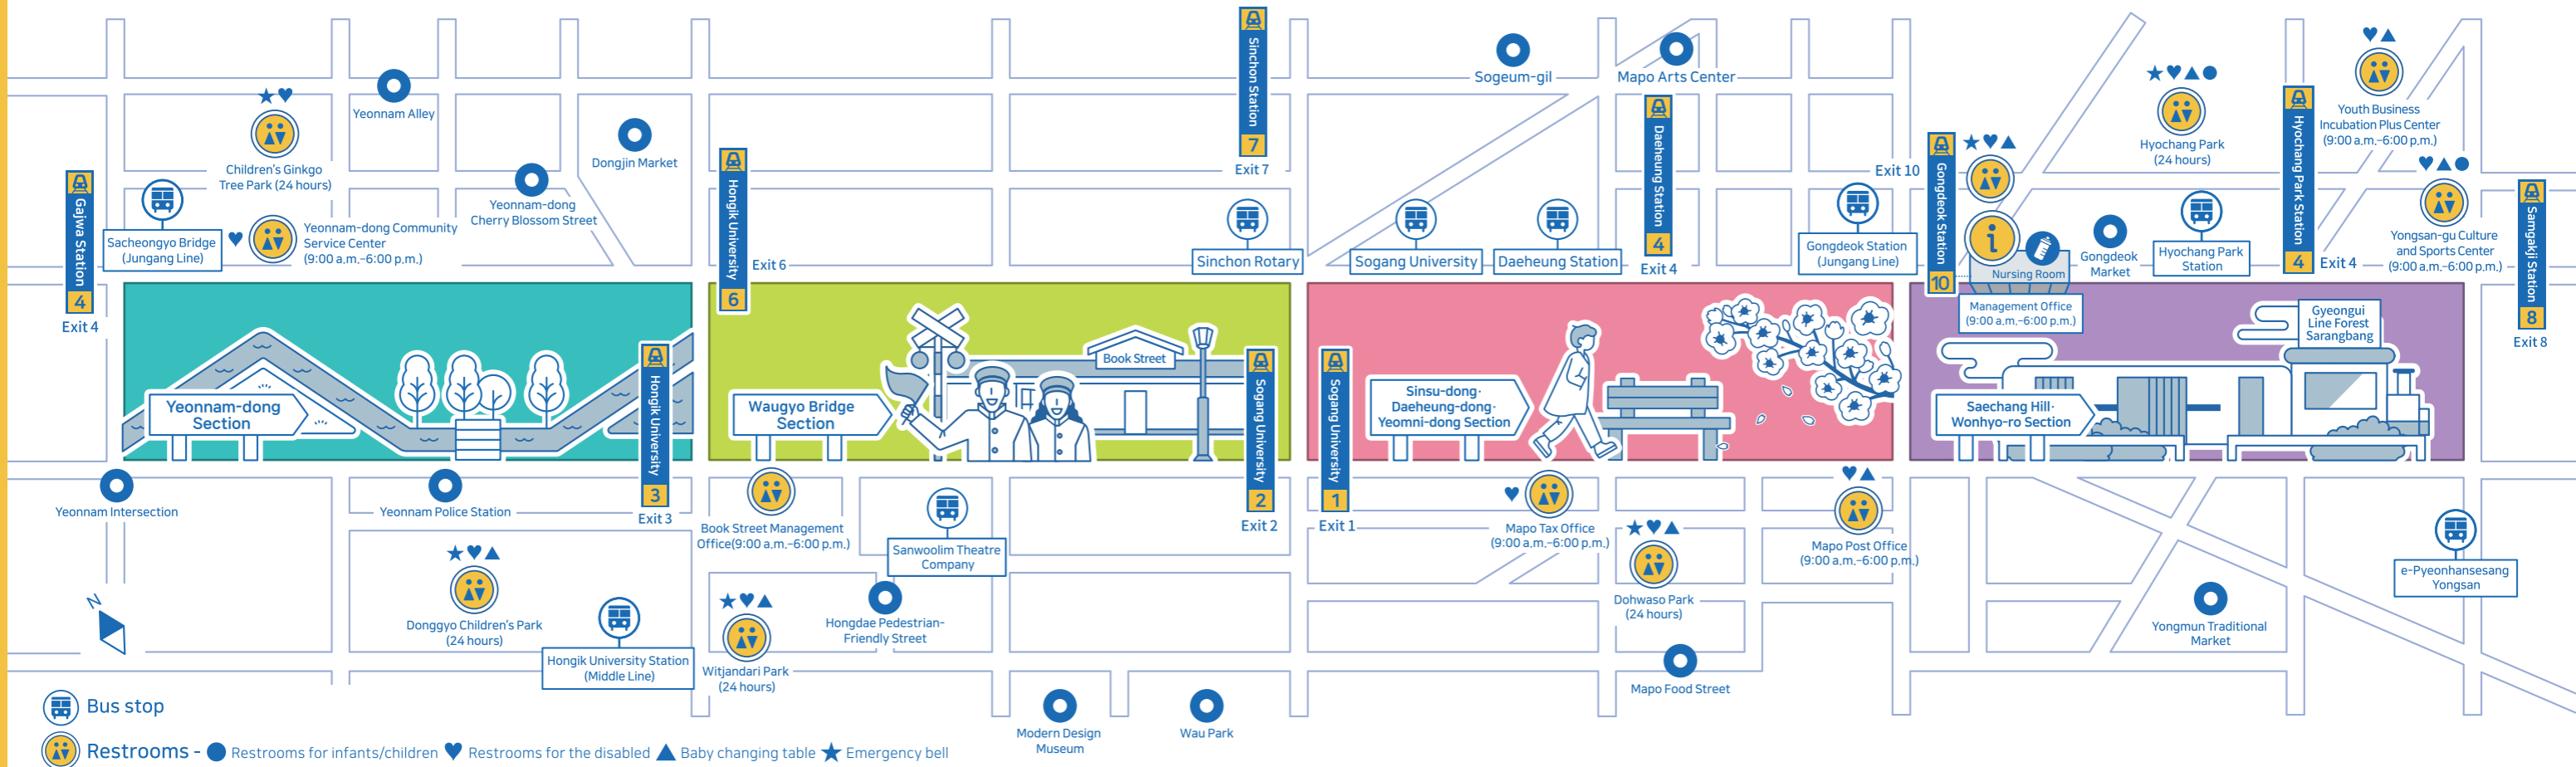 Sinchon Station
7
Exit 7
Sogeum-gil
Mapo Arts Center
Yeonnam Alley
Children's Ginkgo
Tree Park (24 hours)
Dongjin Market
Yeonnam-dong
Cherry Blossom Street
Gajwa Station
4
Exit 4
Sacheongyo Bridge
(Jungang Line)
Yeonnam-dong Community
Service Center
(9:00 a.m.-6:00 p.m.)
Hongik University
6
Exit 6
Sinchon Rotary
Sogang University
Daeheung Station
Daeheung Station
4
Exit 4
Exit 10
Gongdeok Station
(Jungang Line)
Gongdeok Station
10
Nursing Room
Management Office
(9:00 a.m.-6:00 p.m.)
Gongdeok
Market
Hyochang Park
(24 hours)
Hyochang Park
Station
Hyochang Park Station
4
Exit 4
Youth Business
Incubation Plus Center
(9:00 a.m.-6:00 p.m.)
Yongsan-gu Culture
and Sports Center
(9:00 a.m.-6:00 p.m.)
Samgakji Station
8
Exit 8
Yeonnam-dong
Section
Hongik University
3
Exit 3
Waugyo Bridge
Section
Book Street
Sogang University
2
Exit 2
Sogang University
1
Exit 1
Sinsu-dong·
Daeheung-dong·
Yeomni-dong Section
Saechang Hill·
Wonhyo-ro Section
Gyeongui
Line Forest
Sarangbang
Yeonnam Intersection
Yeonnam Police Station
Book Street Management
Office(9:00 a.m.-6:00 p.m.)
Sanwoolim Theatre
Company
Mapo Tax Office
(9:00 a.m.-6:00 p.m.)
Mapo Post Office
(9:00 a.m.-6:00 p.m.)
Dohwaso Park
(24 hours)
e-Pyeonhansesang
Yongsan
N
Donggyo Children's Park
(24 hours)
Hongik University Station
(Middle Line)
Witjandari Park
(24 hours)
Hongdae Pedestrian-
Friendly Street
Yongmun Traditional
Market
Mapo Food Street
Modern Design
Museum
Wau Park
Bus stop
Restrooms - Restrooms for infants/children Restrooms for the disabled Baby changing table Emergency bell